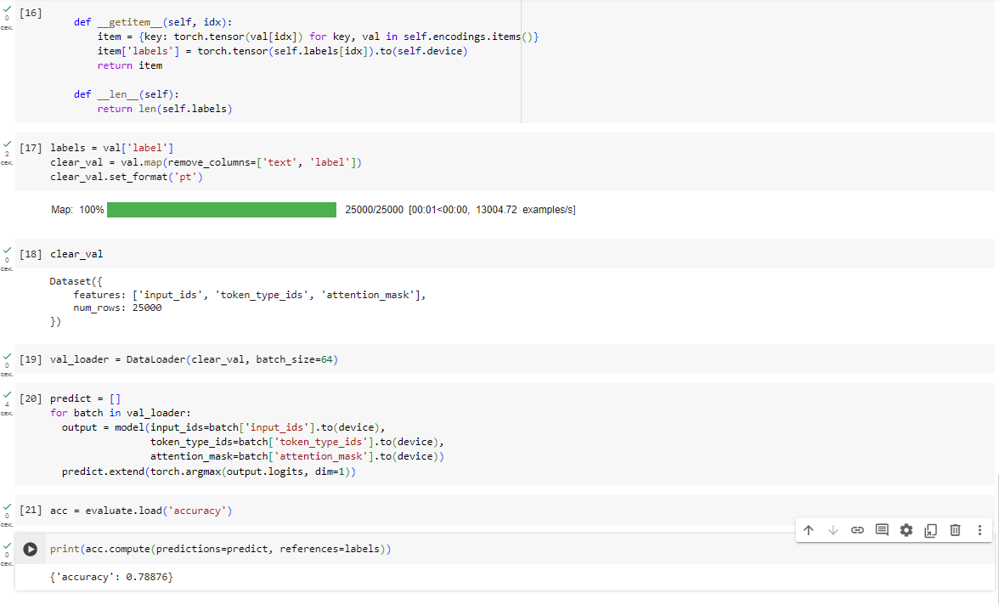 [16]
0
сек.
def __getitem__(self, idx):
item = {key: torch.tensor(val[idx]) for key, val in self.encodings.items()}
item['labels'] = torch.tensor(self.labels[idx]).to(self.device)
return item
def __len__(self):
return len(self.labels)
2
сек.
[17] labels = val['label']
clear_val = val.map(remove_columns=['text', 'label'])
clear_val.set_format('pt')
Map: 100% 25000/25000 [00:01<00:00, 13004.72 examples/s]
0
сек.
[18] clear_val
Dataset({
features: ['input_ids', 'token_type_ids', 'attention_mask'],
num_rows: 25000
})
0
сек.
[19] val_loader = DataLoader(clear_val, batch_size=64)
4
сек.
[20] predict = []
for batch in val_loader:
output = model(input_ids=batch['input_ids'].to(device),
token_type_ids=batch['token_type_ids'].to(device),
attention_mask=batch['attention_mask'].to(device))
predict.extend(torch.argmax(output.logits, dim=1))
0
сек.
[21] acc = evaluate.load('accuracy')
0
сек.
print(acc.compute(predictions=predict, references=labels))
{'accuracy': 0.78876}